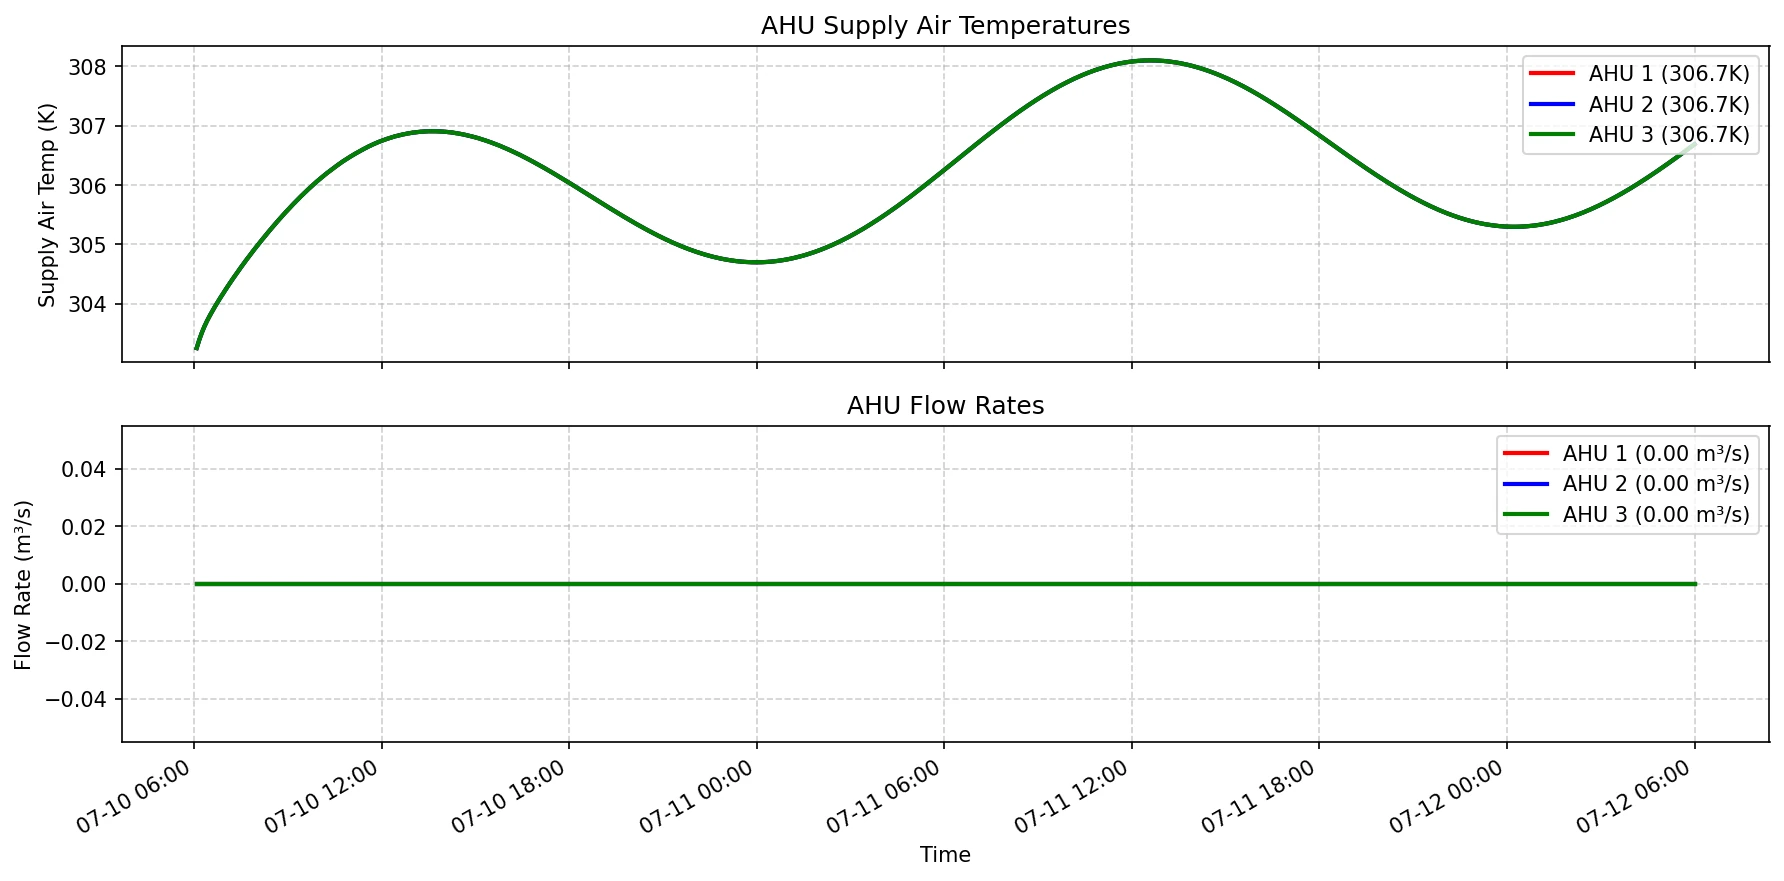 AHU Supply Air Temperatures
Supply Air Temp (K)
308
307
306
305
304
AHU 1 (306.7K)
AHU 2 (306.7K)
AHU 3 (306.7K)
AHU Flow Rates
Flow Rate (m³/s)
0.04
0.02
0.00
−0.02
−0.04
AHU 1 (0.00 m³/s)
AHU 2 (0.00 m³/s)
AHU 3 (0.00 m³/s)
07-10 06:00
07-10 12:00
07-10 18:00
07-11 00:00
07-11 06:00
07-11 12:00
07-11 18:00
07-12 00:00
07-12 06:00
Time